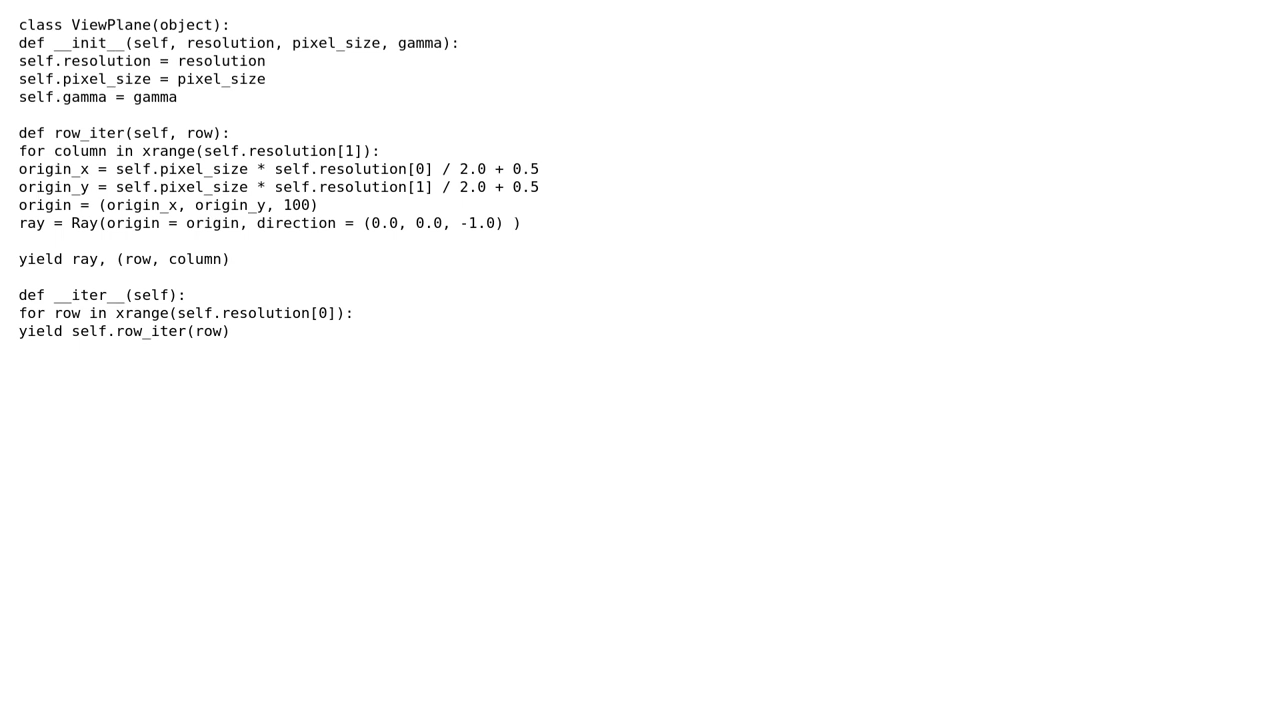 class ViewPlane(object):
def __init__(self, resolution, pixel_size, gamma):
self.resolution = resolution
self.pixel_size = pixel_size
self.gamma = gamma

def row_iter(self, row):
for column in xrange(self.resolution[1]):
origin_x = self.pixel_size * self.resolution[0] / 2.0 + 0.5
origin_y = self.pixel_size * self.resolution[1] / 2.0 + 0.5
origin = (origin_x, origin_y, 100)
ray = Ray(origin = origin, direction = (0.0, 0.0, -1.0) )

yield ray, (row, column)

def __iter__(self):
for row in xrange(self.resolution[0]):
yield self.row_iter(row)